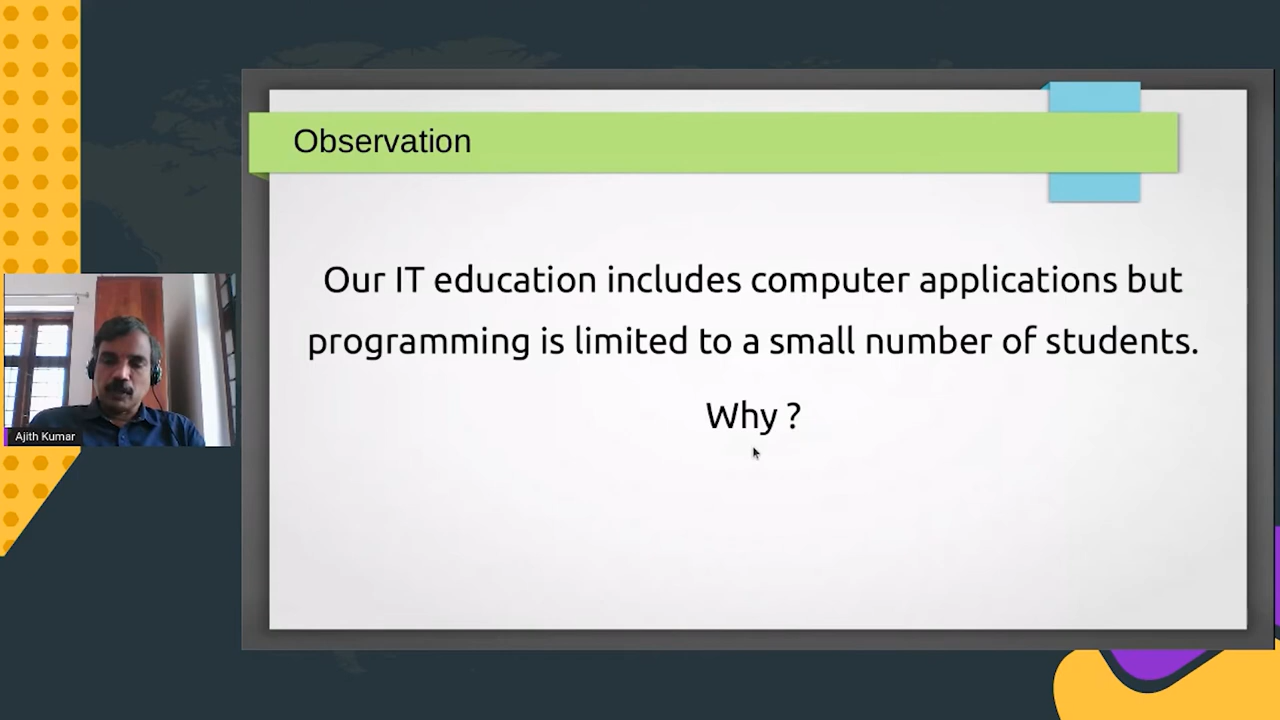 Observation
Our IT education includes computer applications but
programming is limited to a small number of students.
Why ?
Ajith Kumar